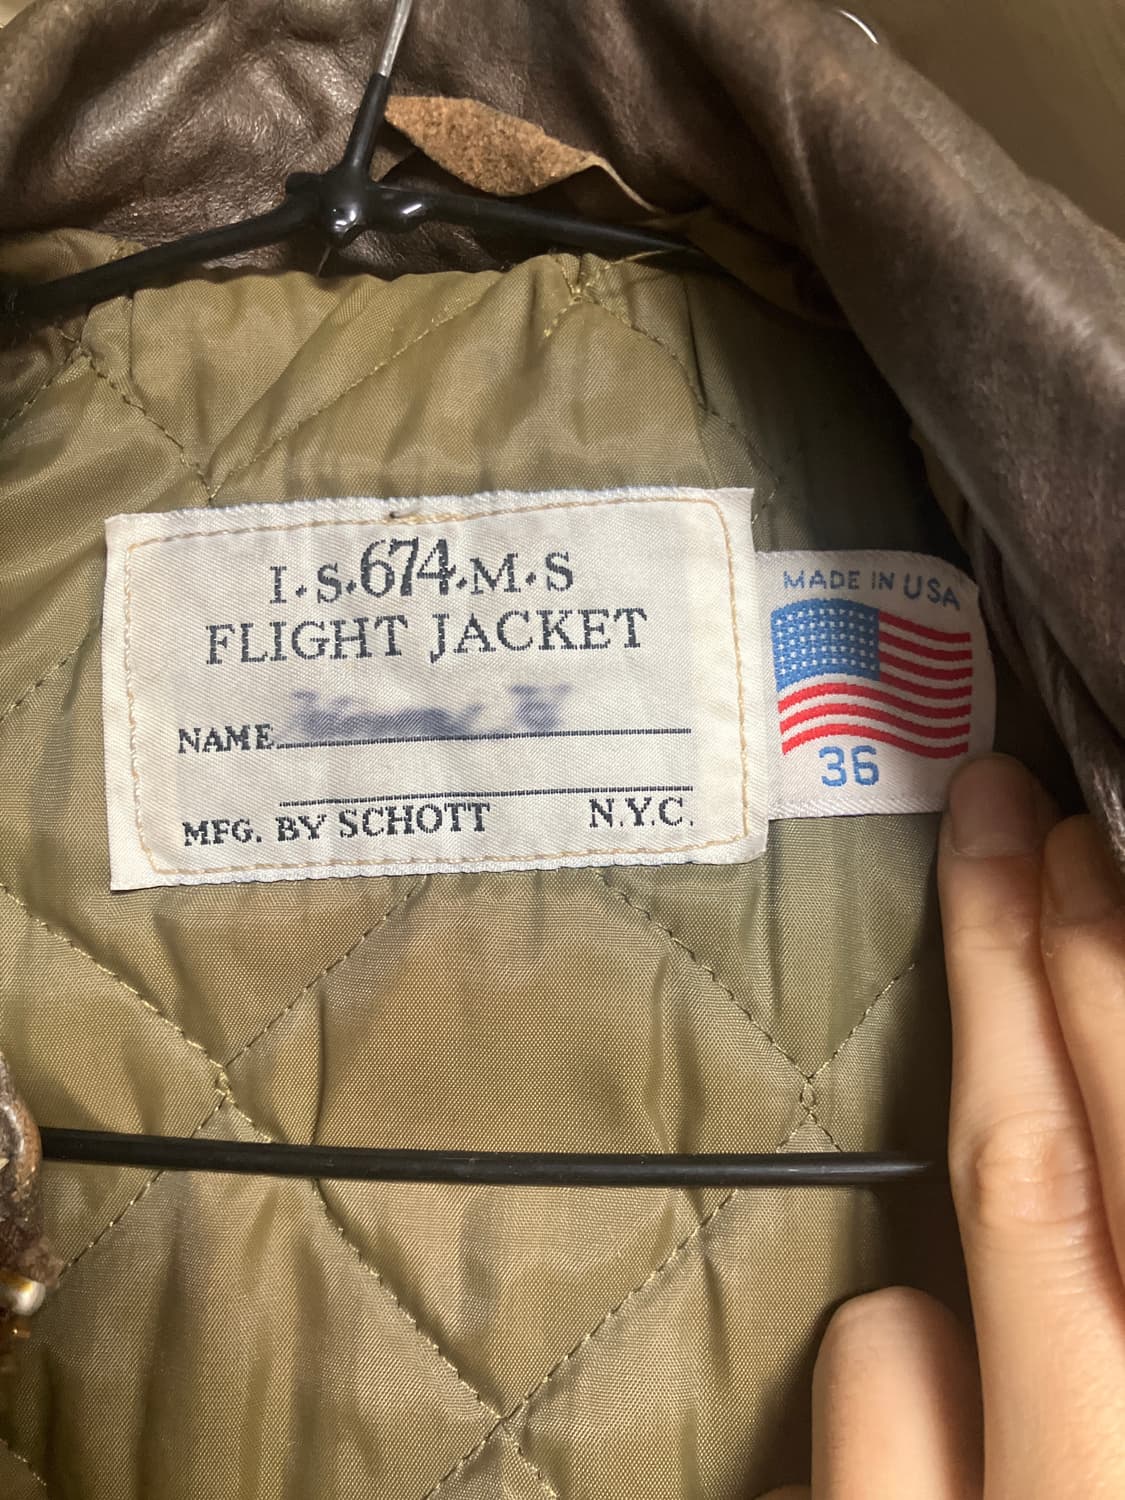 I.S.674.M.S
FLIGHT JACKET
NAME
MFG. BY SCHOTT N.Y.C.
MADE IN USA
36